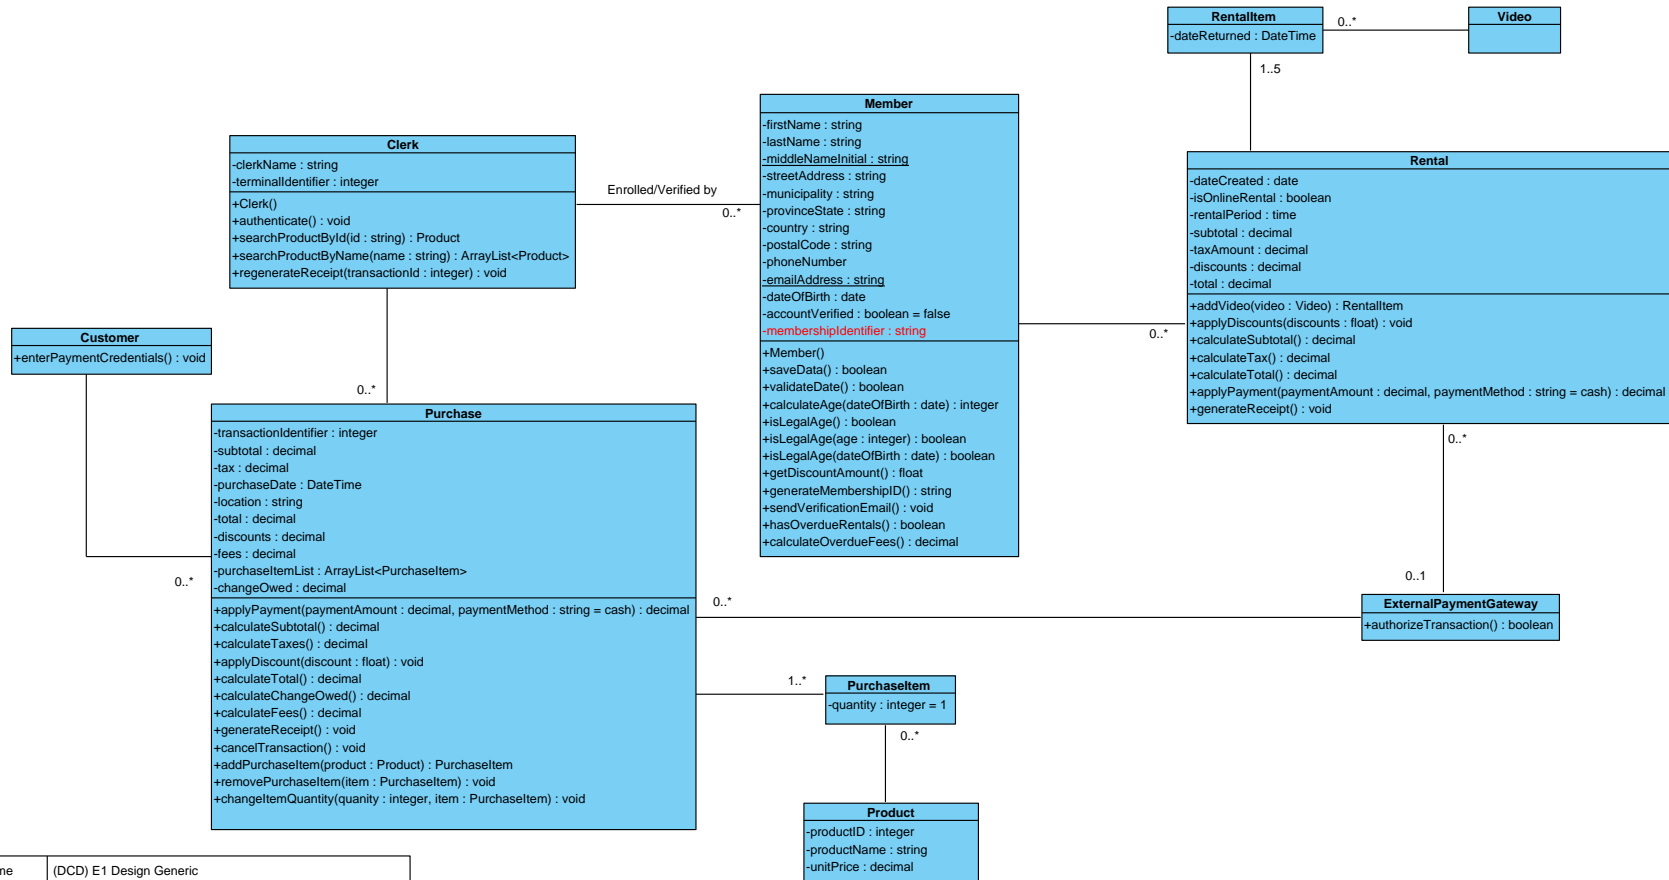 RentalItem
-dateReturned : DateTime
0..*
Video
1..5
Member
-firstName : string
-lastName : string
-middleNameInitial : string
-streetAddress : string
-municipality : string
-provinceState : string
-country : string
-postalCode : string
-phoneNumber
-emailAddress : string
-dateOfBirth : date
-accountVerified : boolean = false
-membershipIdentifier : string
+Member()
+saveData() : boolean
+validateDate() : boolean
+calculateAge(dateOfBirth : date) : integer
+isLegalAge() : boolean
+isLegalAge(age : integer) : boolean
+isLegalAge(dateOfBirth : date) : boolean
+getDiscountAmount() : float
+generateMembershipID() : string
+sendVerificationEmail() : void
+hasOverdueRentals() : boolean
+calculateOverdueFees() : decimal
Clerk
-clerkName : string
-terminalIdentifier : integer
+Clerk()
+authenticate() : void
+searchProductById(id : string) : Product
+searchProductByName(name : string) : ArrayList<Product>
+regenerateReceipt(transactionId : integer) : void
Enrolled/Verified by
0..*
Rental
-dateCreated : date
-isOnlineRental : boolean
-rentalPeriod : time
-subtotal : decimal
-taxAmount : decimal
-discounts : decimal
-total : decimal
+addVideo(video : Video) : RentalItem
+applyDiscounts(discounts : float) : void
+calculateSubtotal() : decimal
+calculateTax() : decimal
+calculateTotal() : decimal
+applyPayment(paymentAmount : decimal, paymentMethod : string = cash) : decimal
+generateReceipt() : void
0..*
Customer
+enterPaymentCredentials() : void
0..*
Purchase
-transactionIdentifier : integer
-subtotal : decimal
-tax : decimal
-purchaseDate : DateTime
-location : string
-total : decimal
-discounts : decimal
-fees : decimal
-purchaseItemList : ArrayList<PurchaseItem>
-changeOwed : decimal
+applyPayment(paymentAmount : decimal, paymentMethod : string = cash) : decimal
+calculateSubtotal() : decimal
+calculateTaxes() : decimal
+applyDiscount(discount : float) : void
+calculateTotal() : decimal
+calculateChangeOwed() : decimal
+calculateFees() : decimal
+generateReceipt() : void
+cancelTransaction() : void
+addPurchaseItem(product : Product) : PurchaseItem
+removePurchaseItem(item : PurchaseItem) : void
+changeItemQuantity(quanity : integer, item : PurchaseItem) : void
0..*
0..*
0..*
0..1
ExternalPaymentGateway
+authorizeTransaction() : boolean
1..*
PurchaseItem
-quantity : integer = 1
0..*
Product
-productID : integer
-productName : string
-unitPrice : decimal
me
(DCD) E1 Design Generic